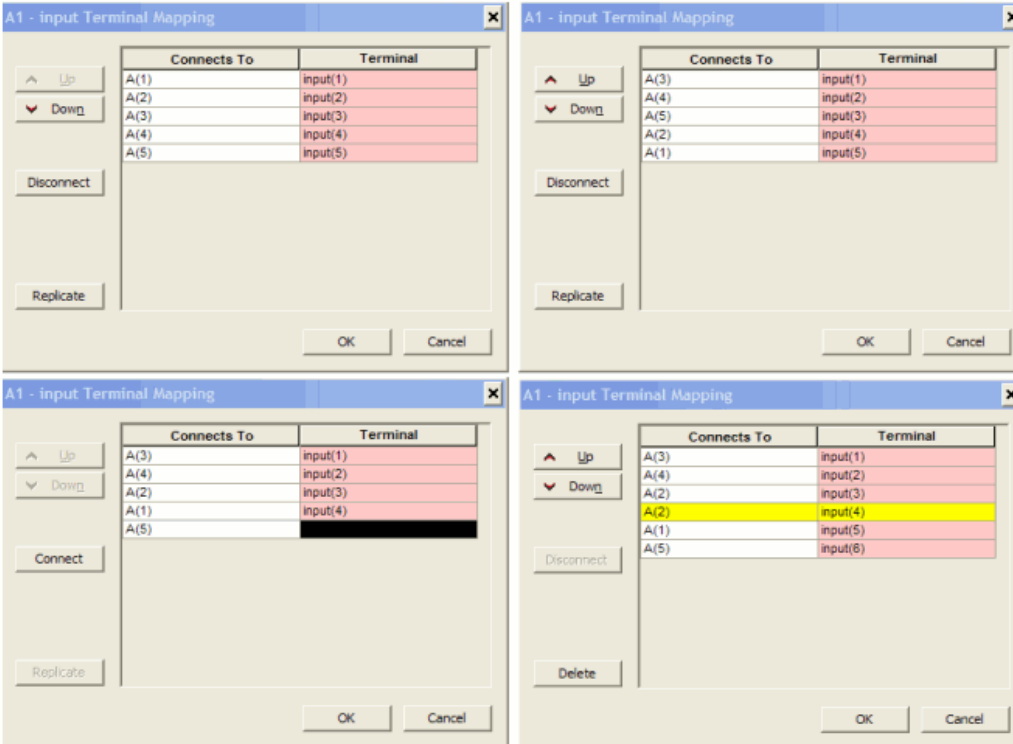 A1 - input Terminal Mapping
Connects To Terminal
Up
Down
A(1) input(1)
A(2) input(2)
A(3) input(3)
A(4) input(4)
A(5) input(5)
Disconnect
Replicate
OK Cancel
A1 - input Terminal Mapping
Connects To Terminal
Up
Down
A(3) input(1)
A(4) input(2)
A(5) input(3)
A(2) input(4)
A(1) input(5)
Disconnect
Replicate
OK Cancel
A1 - input Terminal Mapping
Connects To Terminal
Up
Down
A(3) input(1)
A(4) input(2)
A(2) input(3)
A(1) input(4)
A(5)
Connect
Replicate
OK Cancel
A1 - input Terminal Mapping
Connects To Terminal
Up
Down
A(3) input(1)
A(4) input(2)
A(2) input(3)
A(2) input(4)
A(1) input(5)
A(5) input(6)
Disconnect
Delete
OK Cancel